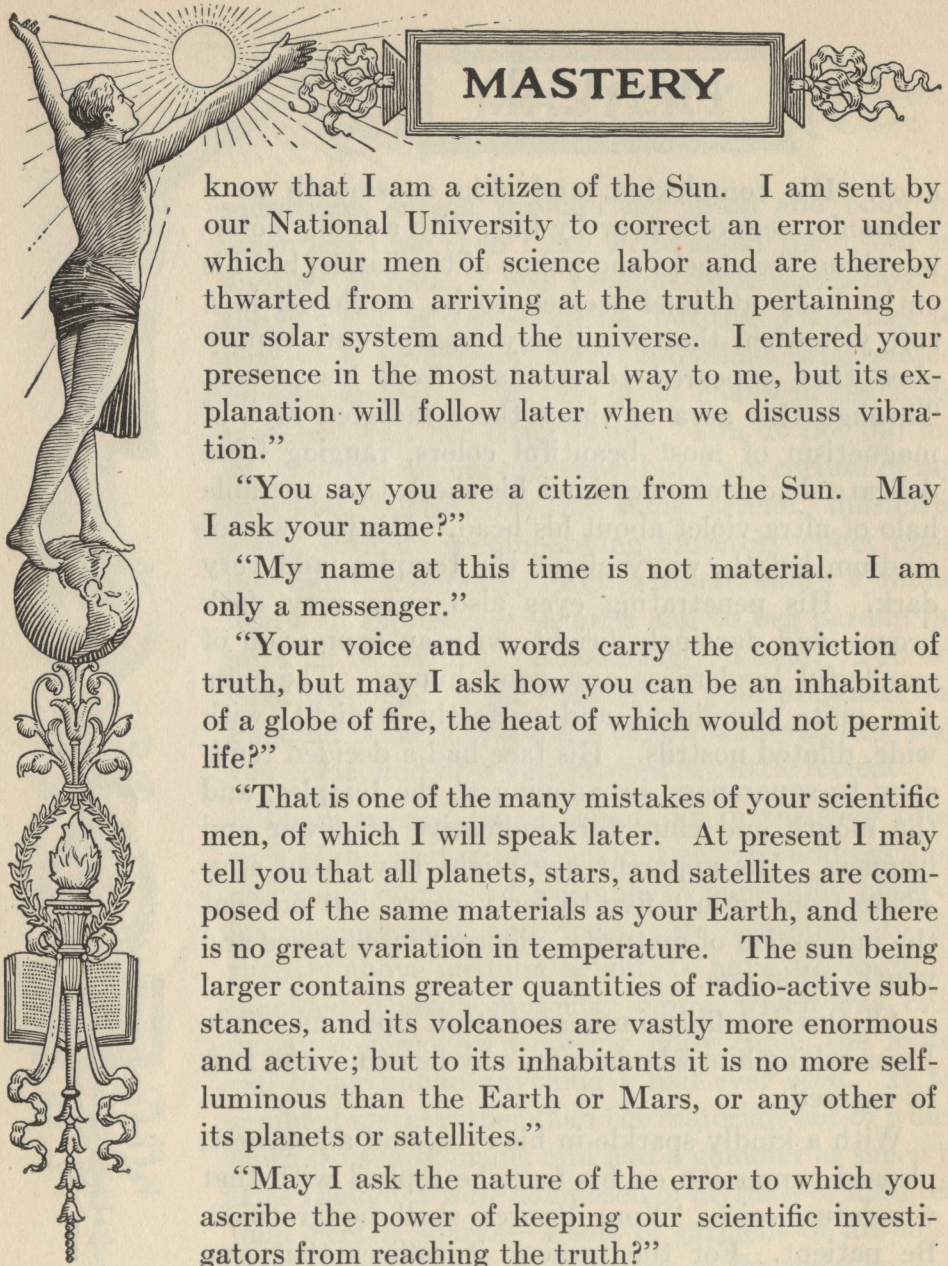 MASTERY
know that I am a citizen of the Sun. I am sent by
our National University to correct an error under
which your men of science labor and are thereby
thwarted from arriving at the truth pertaining to
our solar system and the universe. I entered your
presence in the most natural way to me, but its ex-
planation will follow later when we discuss vibra-
tion.”
“You say you are a citizen from the Sun. May
I ask your name?”
“My name at this time is not material. I am
only a messenger.”
“Your voice and words carry the conviction of
truth, but may I ask how you can be an inhabitant
of a globe of fire, the heat of which would not permit
life?”
“That is one of the many mistakes of your scientific
men, of which I will speak later. At present I may
tell you that all planets, stars, and satellites are com-
posed of the same materials as your Earth, and there
is no great variation in temperature. The sun being
larger contains greater quantities of radio-active sub-
stances, and its volcanoes are vastly more enormous
and active; but to its inhabitants it is no more self-
luminous than the Earth or Mars, or any other of
its planets or satellites.”
“May I ask the nature of the error to which you
ascribe the power of keeping our scientific investi-
gators from reaching the truth?”